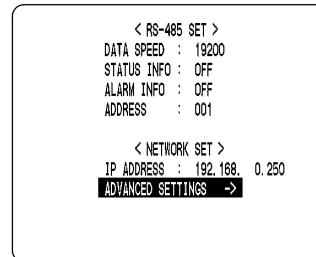 < RS-485 SET >
DATA SPEED : 19200
STATUS INFO : OFF
ALARM INFO : OFF
ADDRESS : 001
< NETWORK SET >
IP ADDRESS : 192.168. 0.250
ADVANCED SETTINGS ->